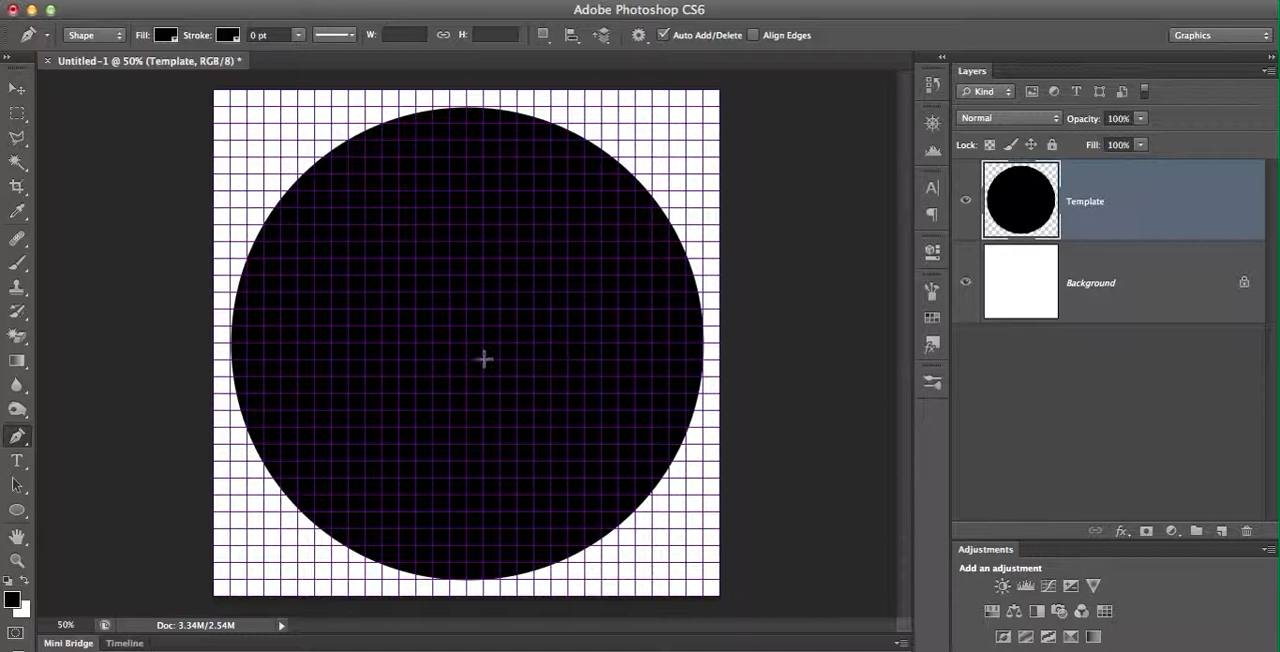 Adobe Photoshop CS6
Shape Fill: Stroke: 0 pt W: H: Auto Add/Delete Align Edges Graphics
× Untitled-1 @ 50% (Template, RGB/8) *
Layers
Kind T
Normal Opacity: 100%
Lock: Fill: 100%
Template
Background
Adjustments
Add an adjustment
50% Doc: 3.34M/2.54M
Mini Bridge Timeline